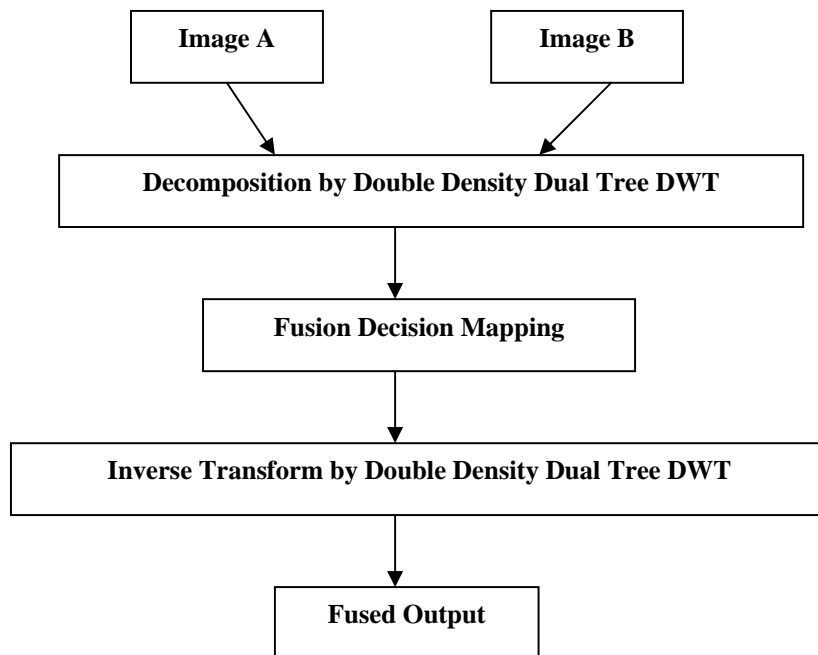 Image A
Image B
Decomposition by Double Density Dual Tree DWT
Fusion Decision Mapping
Inverse Transform by Double Density Dual Tree DWT
Fused Output